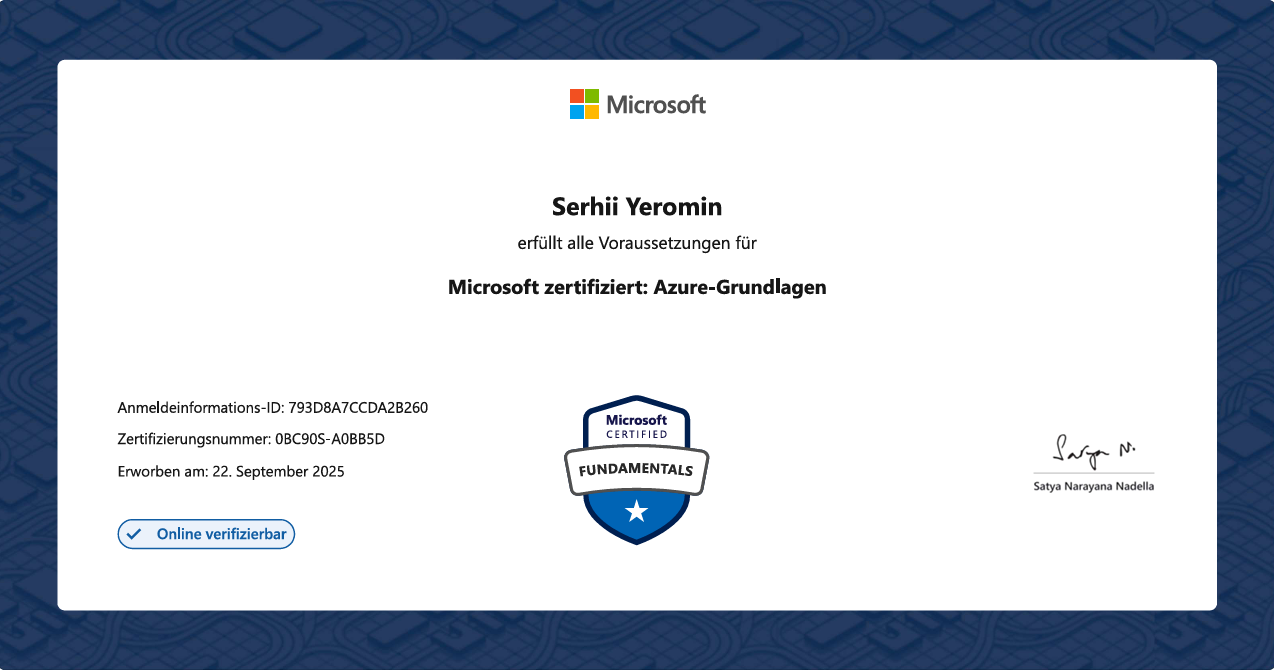 Microsoft
Serhii Yeromin
erfüllt alle Voraussetzungen für
Microsoft zertifiziert: Azure-Grundlagen
Anmeldeinformations-ID: 793D8A7CCDA2B260
Zertifizierungsnummer: 0BC90S-A0BB5D
Erworben am: 22. September 2025
Online verifizierbar
Microsoft
CERTIFIED
FUNDAMENTALS
Satya N.
Satya Narayana Nadella